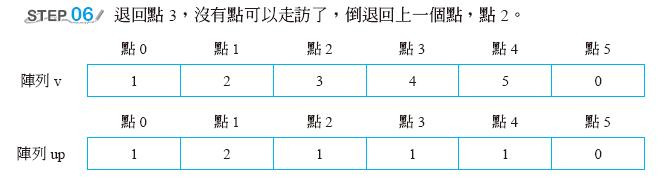 STEP 06 退回點 3，沒有點可以走訪了，倒退回上一個點，點 2。
點 0 點 1 點 2 點 3 點 4 點 5
陣列 v 1 2 3 4 5 0
點 0 點 1 點 2 點 3 點 4 點 5
陣列 up 1 2 1 1 1 0